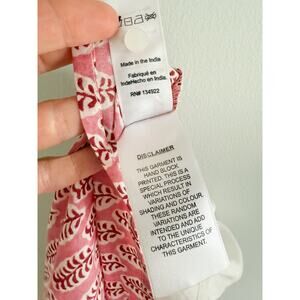 Made in the India
Fabriqué en
IndeHecho en India.
RN# 134922
DISCLAIMER
THIS GARMENT IS
HAND BLOCK
PRINTED. THIS IS A
SPECIAL PROCESS
WHICH RESULT IN
VARIATIONS OF
SHADING AND COLOUR.
THESE RANDOM
VARIATIONS ARE
INTENDED AND ADD
TO THE UNIQUE
CHARACTERISTICS OF
THIS GARMENT.